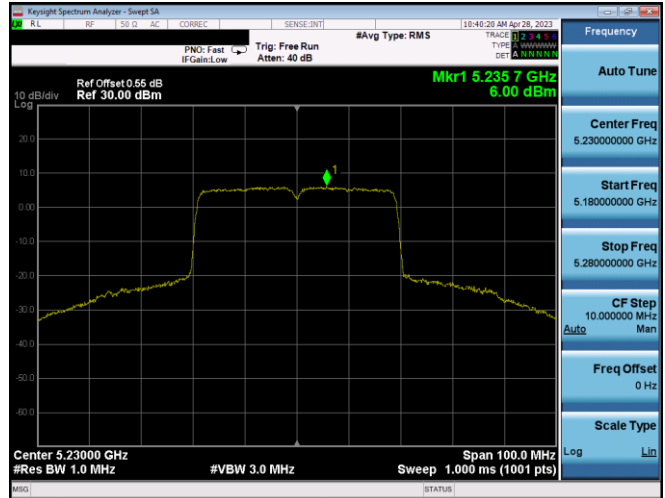 Keysight Spectrum Analyzer - Swept SA
RL RF 50 Ω AC CORREC SENSE:INT 10:40:20 AM Apr 28, 2023
#Avg Type: RMS
TRACE 1 2 3 4 5 6
TYPE A WWWWW
DET A N N N N N
PNO: Fast
IFGain:Low
Trig: Free Run
Atten: 40 dB
Mkr1 5.235 7 GHz
6.00 dBm
Ref Offset 0.55 dB
Ref 30.00 dBm
10 dB/div
Log
20.0
10.0
0.00
-10.0
-20.0
-30.0
-40.0
-50.0
-60.0
1
Center 5.23000 GHz
Span 100.0 MHz
#Res BW 1.0 MHz
#VBW 3.0 MHz
Sweep 1.000 ms (1001 pts)
MSG
STATUS
Frequency
Auto Tune
Center Freq
5.230000000 GHz
Start Freq
5.180000000 GHz
Stop Freq
5.280000000 GHz
CF Step
10.000000 MHz
Auto Man
Freq Offset
0 Hz
Scale Type
Log Lin